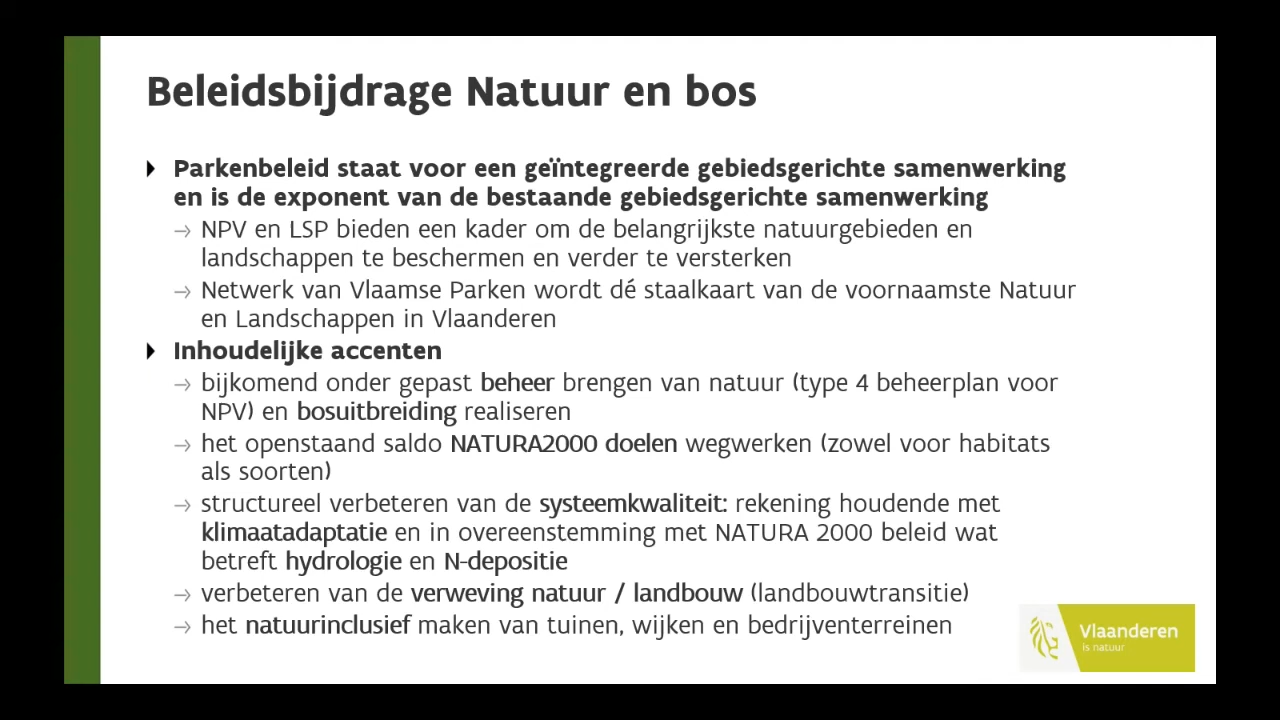 Beleidsbijdrage Natuur en bos
Parkenbeleid staat voor een geïntegreerde gebiedsgerichte samenwerking
en is de exponent van de bestaande gebiedsgerichte samenwerking
→ NPV en LSP bieden een kader om de belangrijkste natuurgebieden en
landschappen te beschermen en verder te versterken
→ Netwerk van Vlaamse Parken wordt dé staalkaart van de voornaamste Natuur
en Landschappen in Vlaanderen
Inhoudelijke accenten
→ bijkomend onder gepast beheer brengen van natuur (type 4 beheerplan voor
NPV) en bosuitbreiding realiseren
→ het openstaand saldo NATURA2000 doelen wegwerken (zowel voor habitats
als soorten)
→ structureel verbeteren van de systeemkwaliteit: rekening houdende met
klimaatadaptatie en in overeenstemming met NATURA 2000 beleid wat
betreft hydrologie en N-depositie
→ verbeteren van de verweving natuur / landbouw (landbouwtransitie)
→ het natuurinclusief maken van tuinen, wijken en bedrijventerreinen
Vlaanderen
is natuur